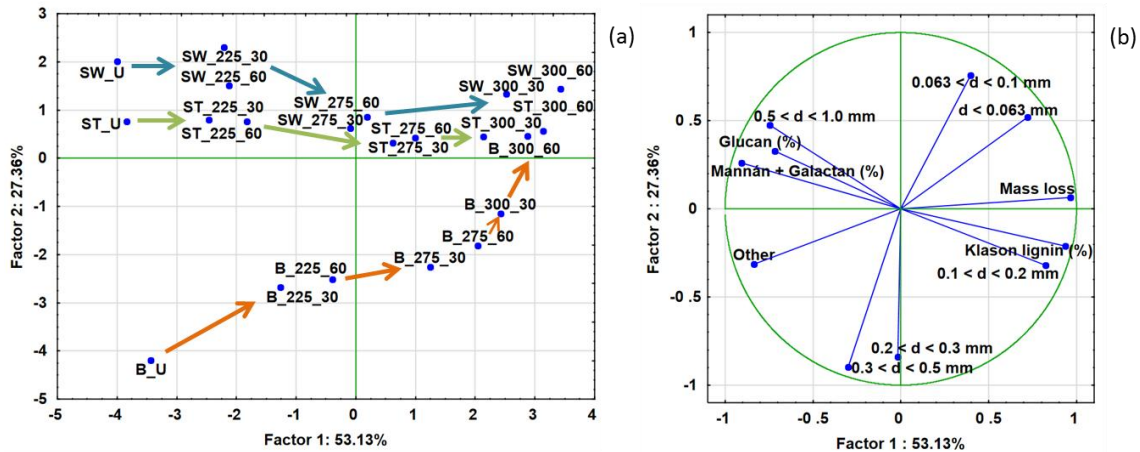 (a)
3
2
1
0
-1
-2
-3
-4
-5
Factor 2: 27.36%
SW_U
SW_225_30
SW_225_60
ST_U
ST_225_30
ST_225_60
SW_275_60
SW_275_30
ST_275_60
ST_275_30
SW_300_60
SW_300_30
ST_300_60
ST_300_30
B_300_60
B_300_30
B_275_60
B_275_30
B_225_60
B_225_30
B_U
-5 -4 -3 -2 -1 0 1 2 3 4
Factor 1: 53.13%
(b)
1
0.5
0
-0.5
-1
Factor 2 : 27.36%
0.063 < d < 0.1 mm
d < 0.063 mm
0.5 < d < 1.0 mm
Glucan (%)
Mannan + Galactan (%)
Mass loss
Other
Klason lignin (%)
0.1 < d < 0.2 mm
0.2 < d < 0.3 mm
0.3 < d < 0.5 mm
-1 -0.5 0 0.5 1
Factor 1 : 53.13%